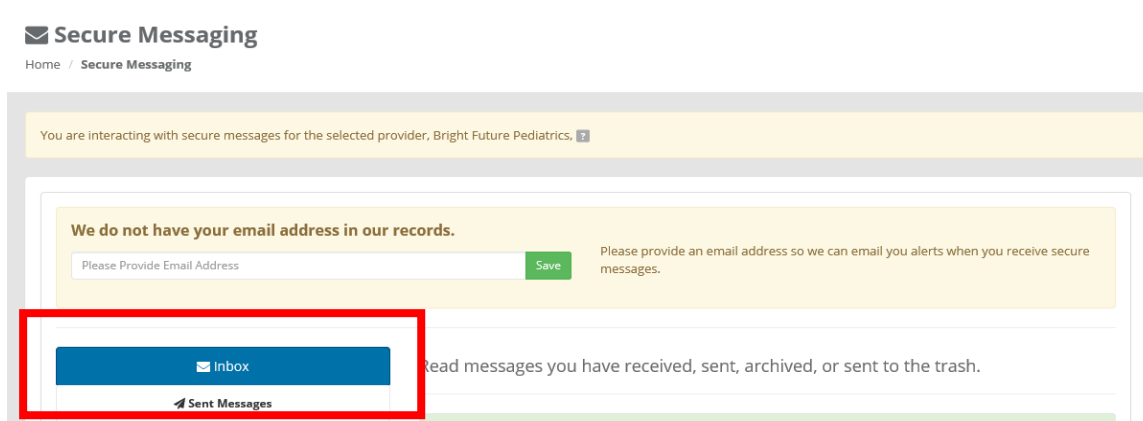 Secure Messaging
Home / Secure Messaging
You are interacting with secure messages for the selected provider, Bright Future Pediatrics, ?
We do not have your email address in our records.
Please Provide Email Address
Save
Please provide an email address so we can email you alerts when you receive secure
messages.
Inbox
Read messages you have received, sent, archived, or sent to the trash.
Sent Messages